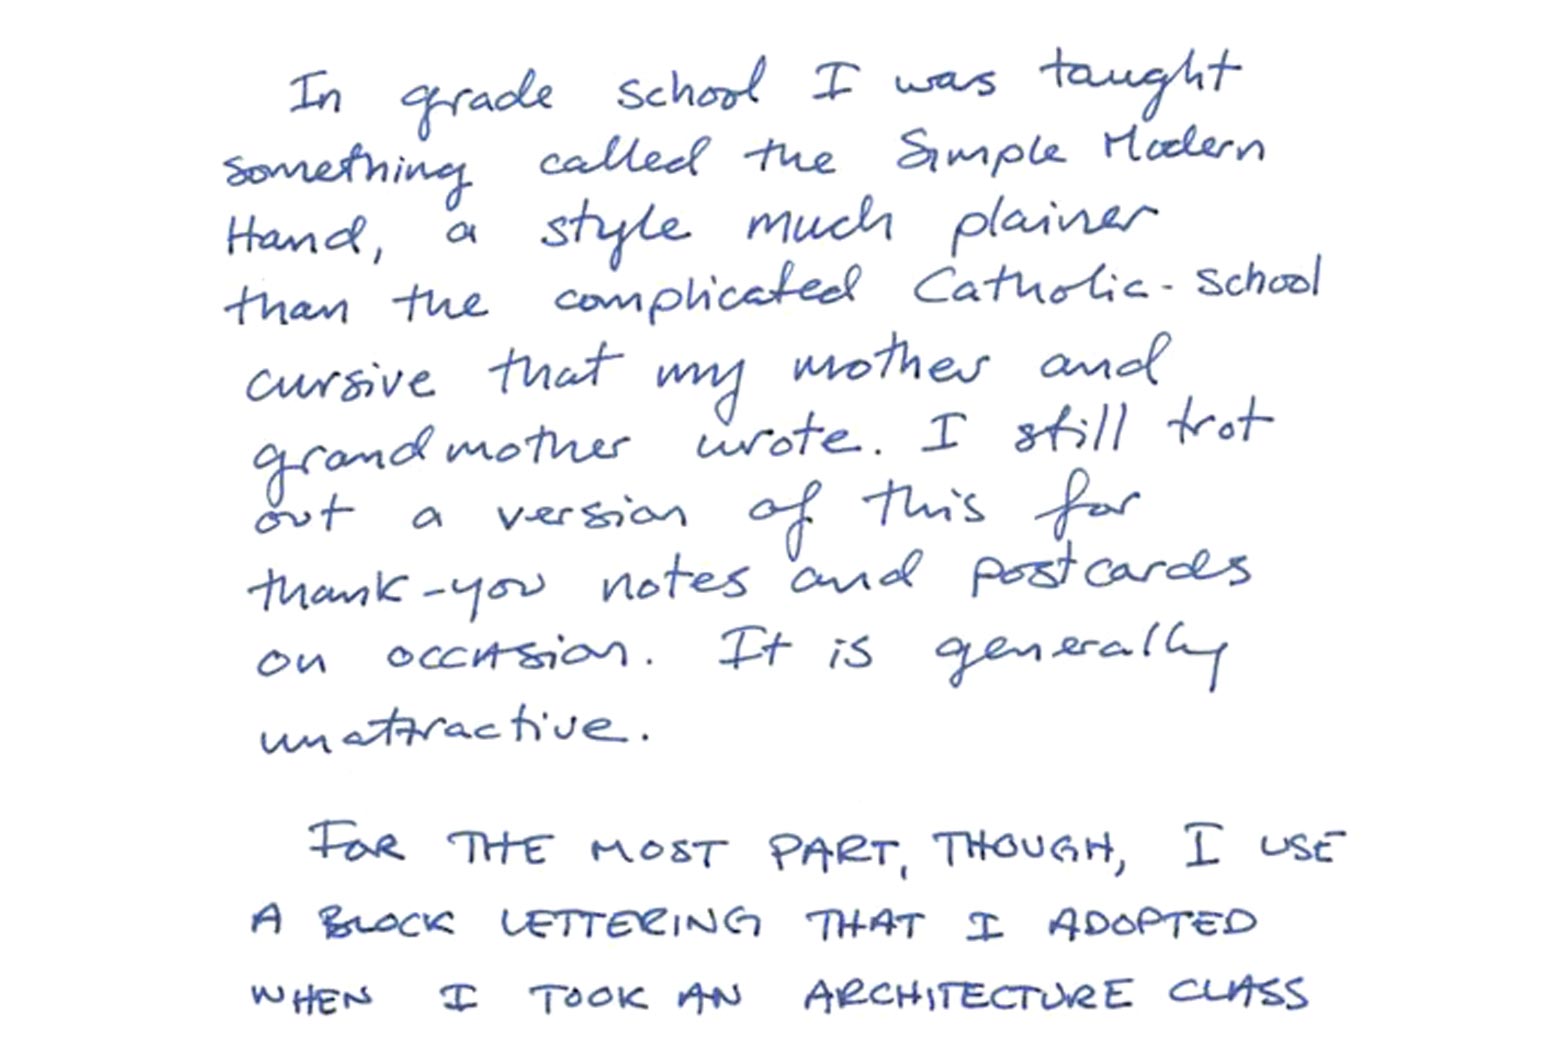 In grade school I was taught
something called the Simple Modern
Hand, a style much plainer
than the complicated Catholic-school
cursive that my mother and
grandmother wrote. I still trot
out a version of this for
thank-you notes and postcards
on occasion. It is generally
unattractive.
FOR THE MOST PART, THOUGH, I USE
A BLOCK LETTERING THAT I ADOPTED
WHEN I TOOK AN ARCHITECTURE CLASS